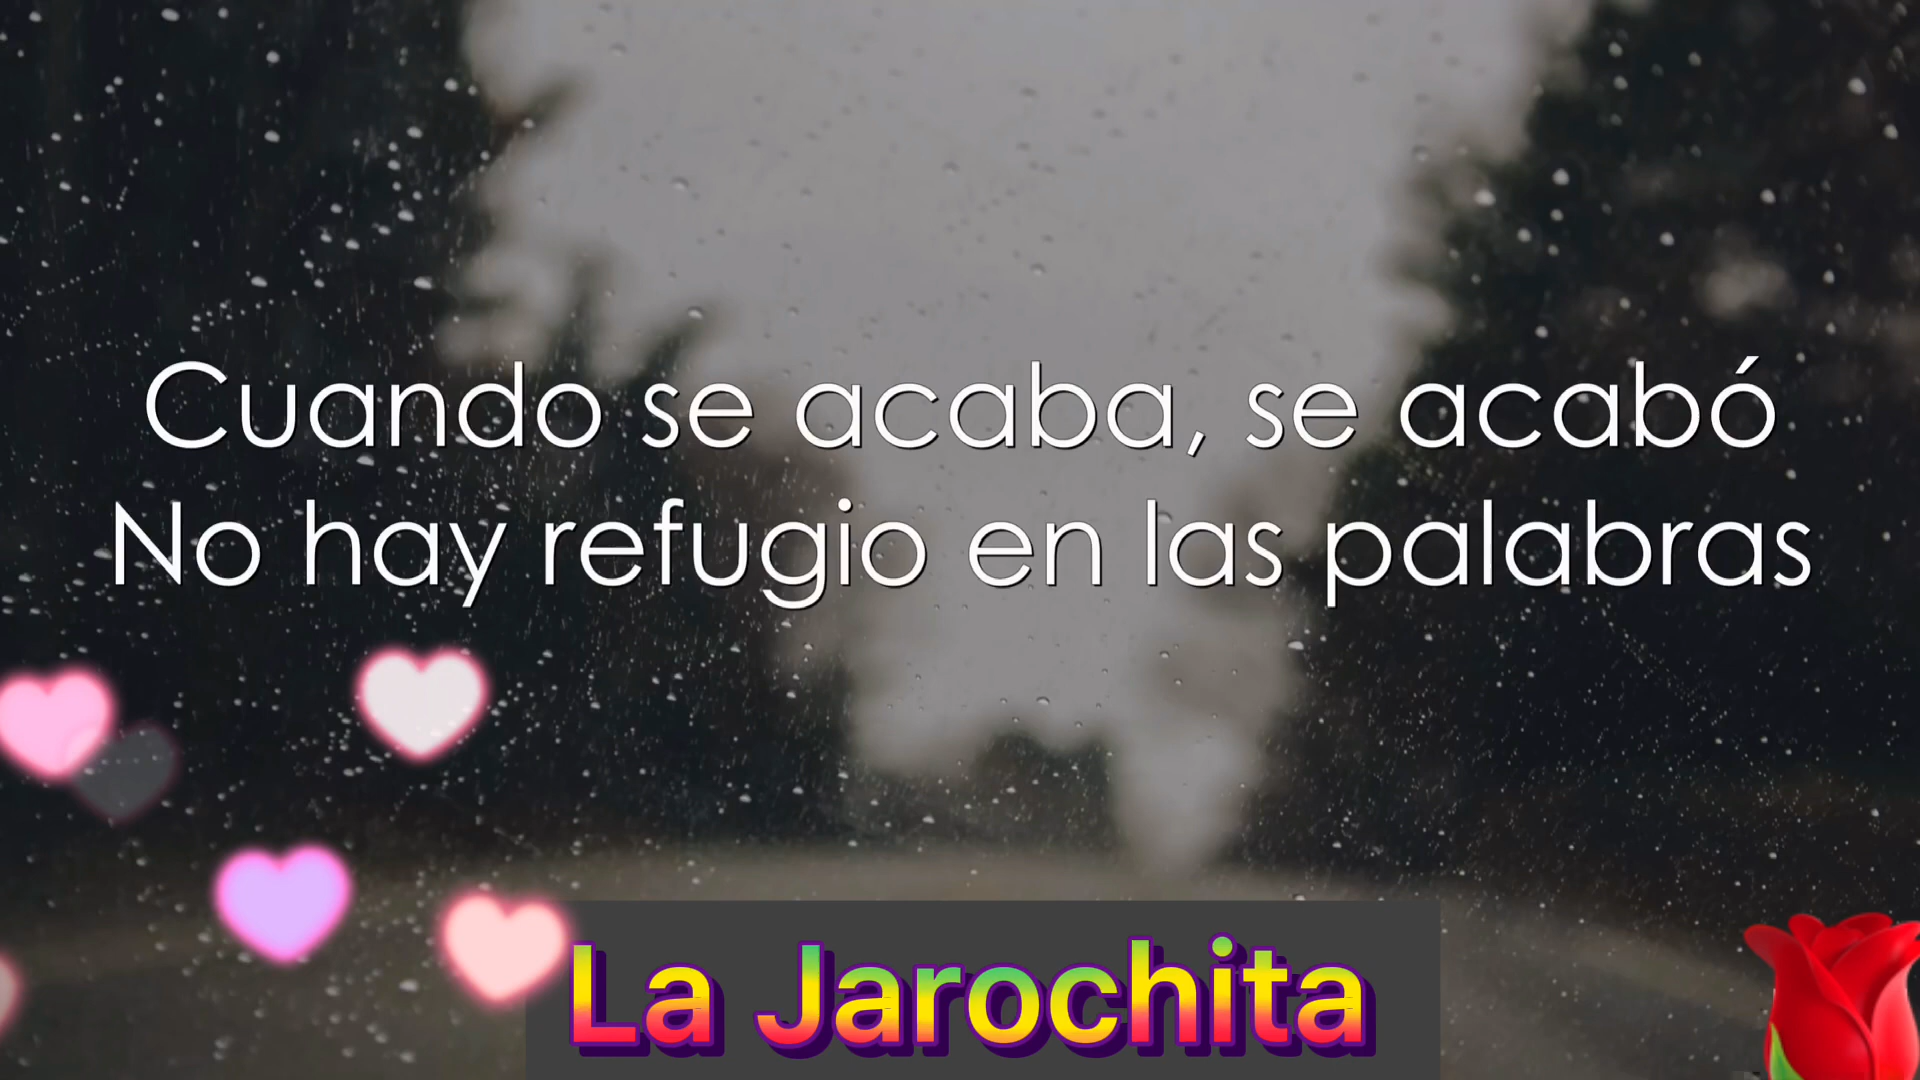 Cuando se acaba, se acabó
No hay refugio en las palabras
La Jarochita